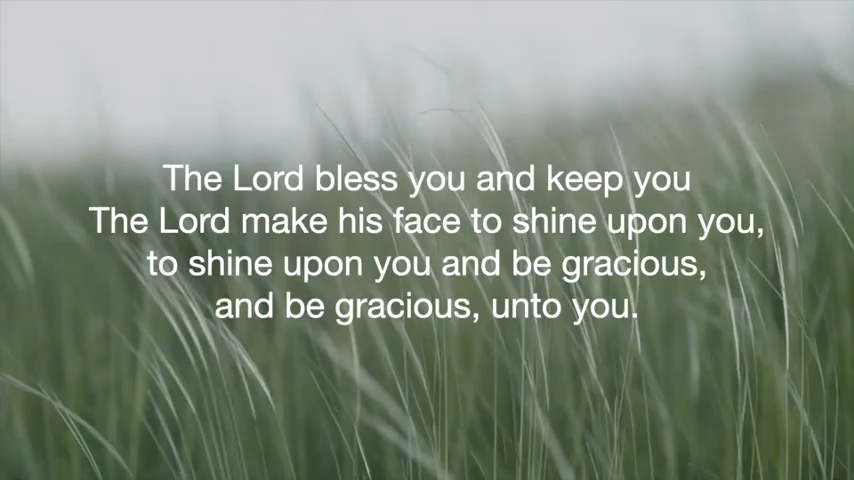 The Lord bless you and keep you
The Lord make his face to shine upon you,
to shine upon you and be gracious,
and be gracious, unto you.